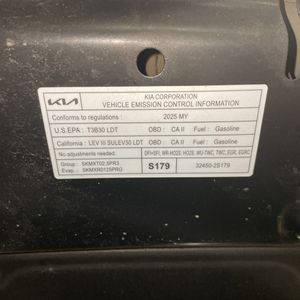 KIA
KIA CORPORATION
VEHICLE EMISSION CONTROL INFORMATION
Conforms to regulations : 2025 MY
U.S.EPA : T3B30 LDT OBD : CA II Fuel : Gasoline
California : LEV III SULEV30 LDT OBD : CA II Fuel : Gasoline
No adjustments needed. DFI/SFI, WR-HO2S, HO2S, WU-TWC, TWC, EGR, EGRC
Group : SKMXT02.5PR3 S179 32450-2S179
Evap. : SKMXR0125PRG